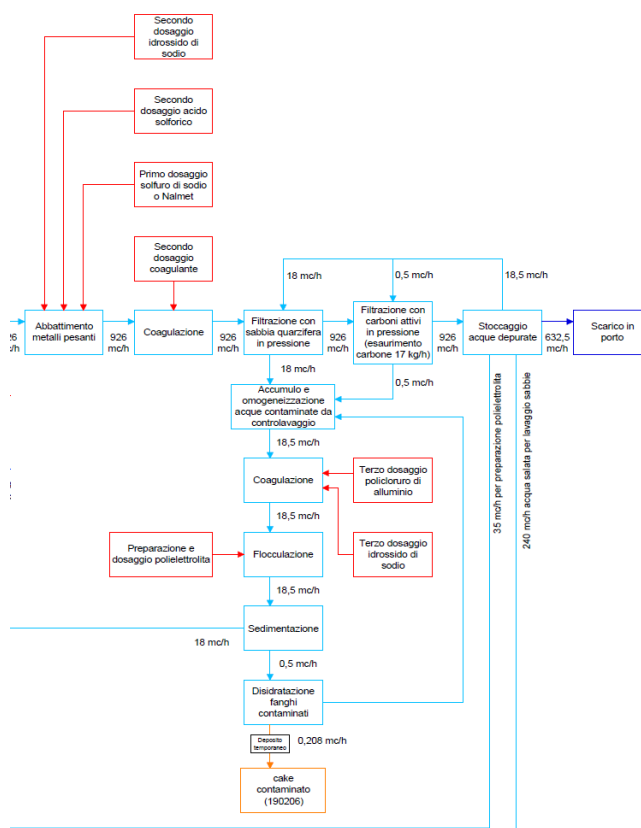 Secondo
dosaggio
idrossido di
sodio
Secondo
dosaggio acido
solforico
Primo dosaggio
solfuro di sodio
o Nalmet
Secondo
dosaggio
coagulante
18 mc/h
0,5 mc/h
18,5 mc/h
Abbattimento
metalli pesanti
926
mc/h
Coagulazione
926
mc/h
Filtrazione con
sabbia quarzifera
in pressione
926
mc/h
Filtrazione con
carboni attivi
in pressione
(esaurimento
carbone 17 kg/h)
926
mc/h
Stoccaggio
acque depurate
632,5
mc/h
Scarico in
porto
18 mc/h
0,5 mc/h
Accumulo e
omogeneizzazione
acque contaminate da
controlavaggio
18,5 mc/h
Coagulazione
Terzo dosaggio
policloruro di
alluminio
18,5 mc/h
Preparazione e
dosaggio polielettrolita
Flocculazione
Terzo dosaggio
idrossido di
sodio
18,5 mc/h
Sedimentazione
18 mc/h
0,5 mc/h
Disidratazione
fanghi
contaminati
Deposito
temporaneo
0,208 mc/h
cake
contaminato
(190206)
35 mc/h per preparazione polielettrolita
240 mc/h acqua salata per lavaggio sabbie